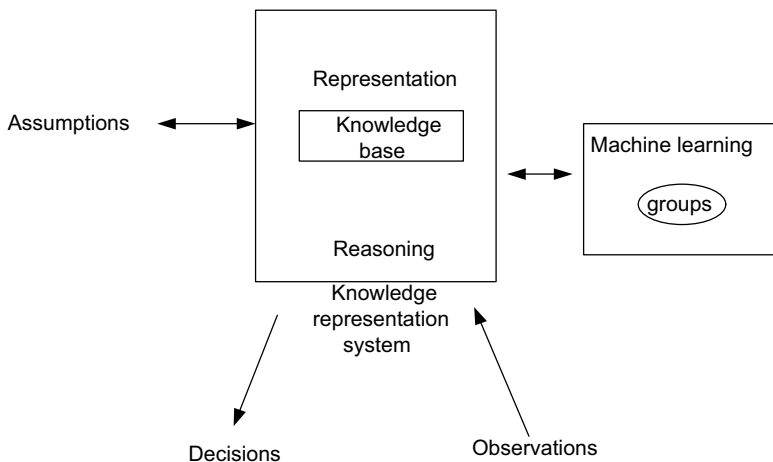 Representation
Assumptions
Knowledge
base
Machine learning
groups
Reasoning
Knowledge
representation
system
Decisions
Observations